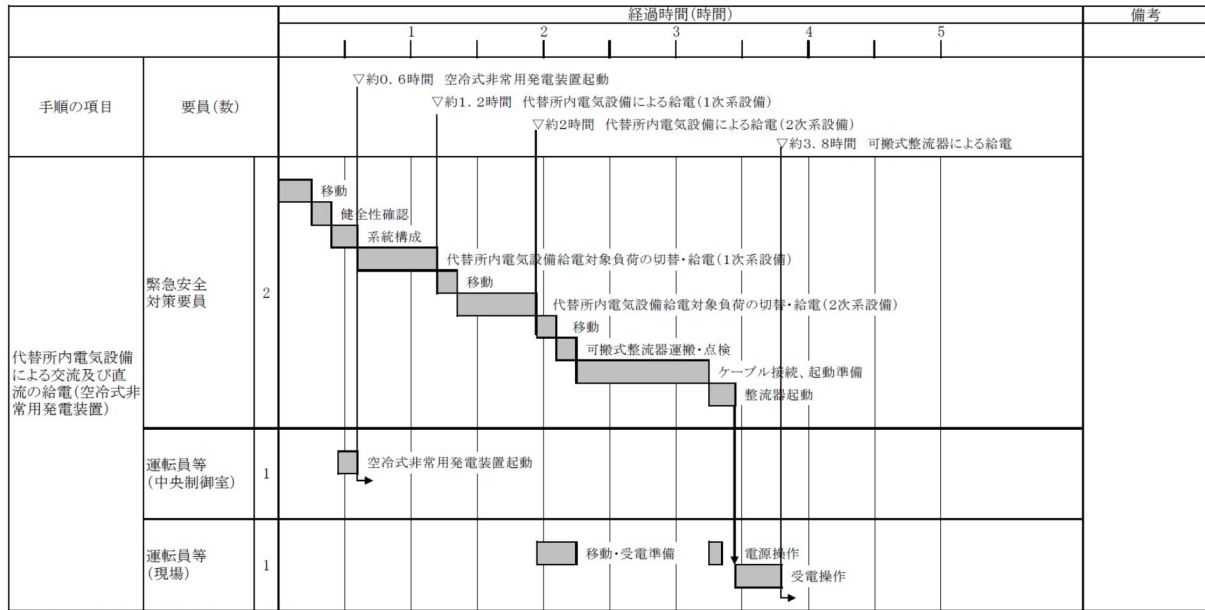 経過時間(時間)
備考
1
2
3
4
5
手順の項目
要員(数)
▽約0．6時間 空冷式非常用発電装置起動
▽約1．2時間 代替所内電気設備による給電(1次系設備)
▽約2時間 代替所内電気設備による給電(2次系設備)
▽約3．8時間 可搬式整流器による給電
代替所内電気設備
による交流及び直
流の給電(空冷式非
常用発電装置)
緊急安全
対策要員
2
移動
健全性確認
系統構成
代替所内電気設備給電対象負荷の切替・給電(1次系設備)
移動
代替所内電気設備給電対象負荷の切替・給電(2次系設備)
移動
可搬式整流器運搬・点検
ケーブル接続、起動準備
整流器起動
運転員等
(中央制御室)
1
空冷式非常用発電装置起動
運転員等
(現場)
1
移動・受電準備
電源操作
受電操作